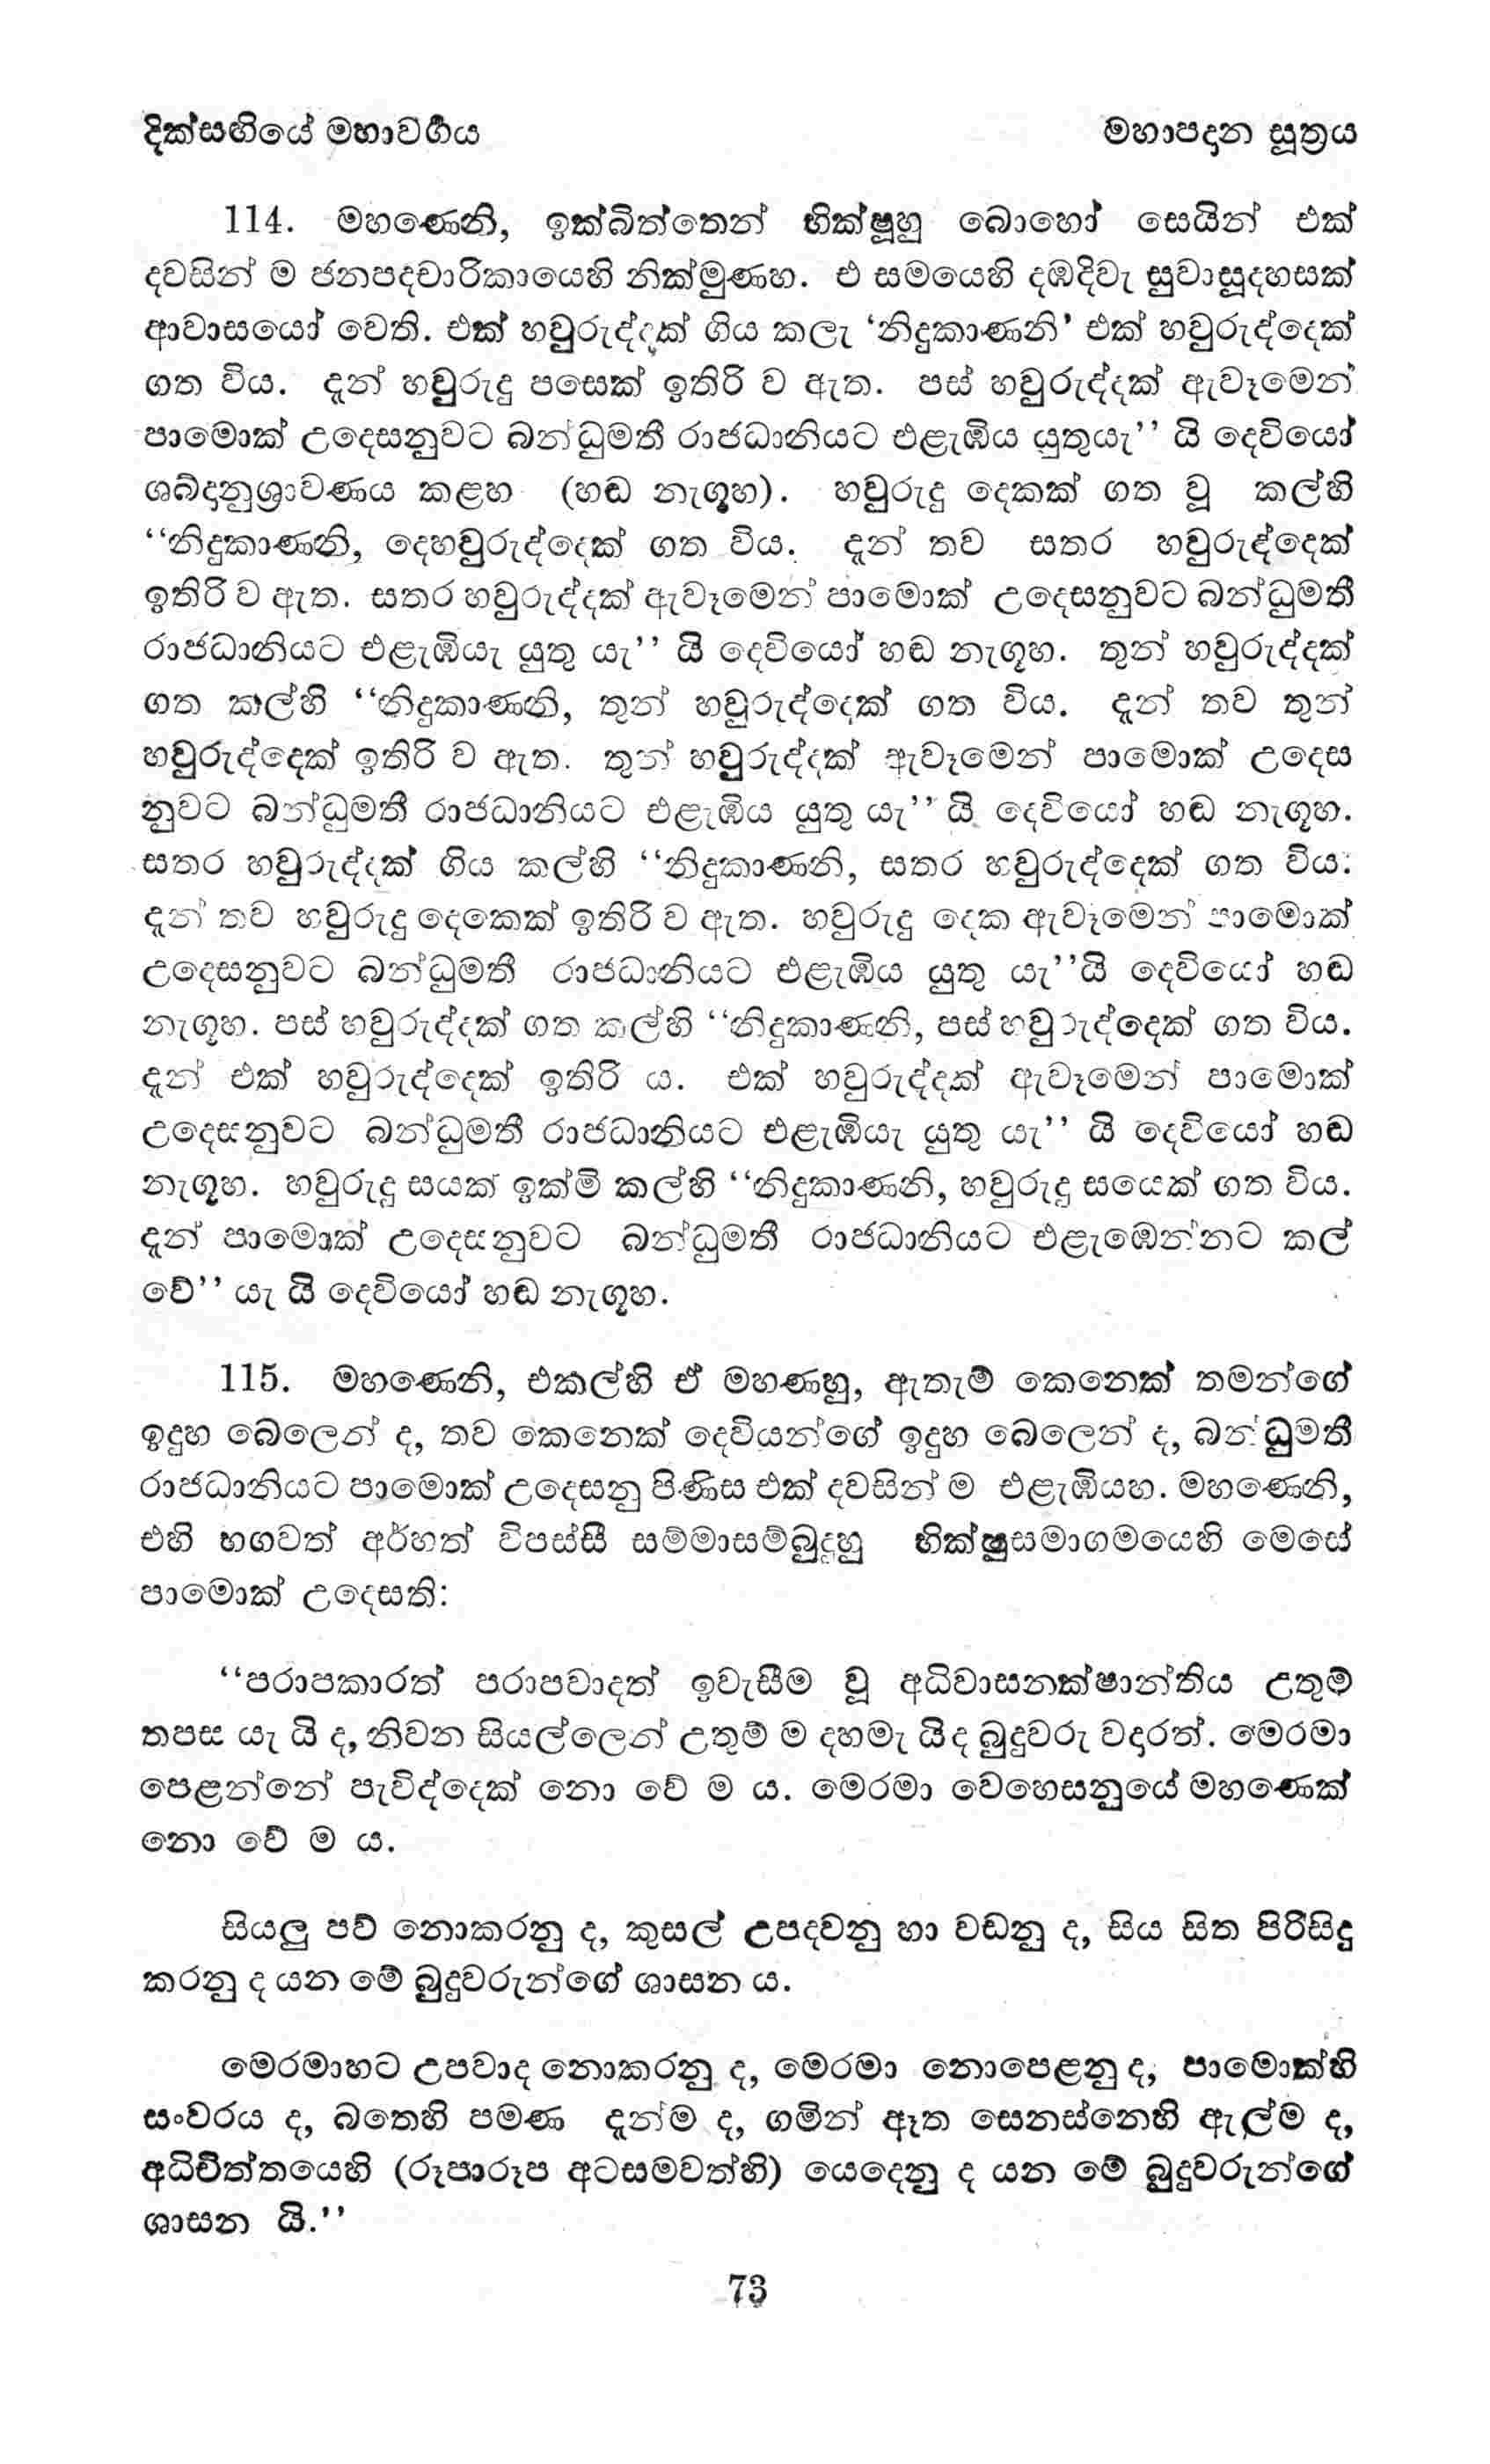 දික්සඟියේ මහාවර්‍ගය
මහාපදාන සූත්‍රය
114. මහණෙනි, ඉක්බිත්තෙන් භික්ෂූහු බොහෝ සෙයින් එක්
දවසින් ම ජනපදචාරිකායෙහි නික්මුණහ. එ සමයෙහි දඹදිවැ සුවාසූදහසක්
ආවාසයෝ වෙති. එක් හවුරුද්දක් ගිය කලැ ‘නිදුකාණනි’ එක් හවුරුද්දෙක්
ගත විය. දැන් හවුරුදු පසෙක් ඉතිරි ව ඇත. පස් හවුරුද්දක් ඇවෑමෙන්
පාමොක් උදෙසනුවට බන්ධුමතී රාජධානියට එළැඹිය යුතුයැ’’ යි දෙවියෝ
ශබ්දානුශ්‍රාවණය කළහ (හඬ නැගූහ). හවුරුදු දෙකක් ගත වූ කල්හි
‘‘නිදුකාණනි, දෙහවුරුද්දෙක් ගත විය. දැන් තව සතර හවුරුද්දෙක්
ඉතිරි ව ඇත. සතර හවුරුද්දක් ඇවෑමෙන් පාමොක් උදෙසනුවට බන්ධුමතී
රාජධානියට එළැඹියැ යුතු යැ’’ යි දෙවියෝ හඬ නැගූහ. තුන් හවුරුද්දක්
ගත කල්හි ‘‘නිදුකාණනි, තුන් හවුරුද්දෙක් ගත විය. දැන් තව තුන්
හවුරුද්දෙක් ඉතිරි ව ඇත. තුන් හවුරුද්දක් ඇවෑමෙන් පාමොක් උදෙස
නුවට බන්ධුමතී රාජධානියට එළැඹිය යුතු යැ’’ යි දෙවියෝ හඬ නැගූහ.
සතර හවුරුද්දක් ගිය කල්හි ‘‘නිදුකාණනි, සතර හවුරුද්දෙක් ගත විය.
දැන් තව හවුරුදු දෙකෙක් ඉතිරි ව ඇත. හවුරුදු දෙක ඇවෑමෙන් පාමොක්
උදෙසනුවට බන්ධුමතී රාජධානියට එළැඹිය යුතු යැ’’යි දෙවියෝ හඬ
නැගූහ. පස් හවුරුද්දක් ගත කල්හි ‘‘නිදුකාණනි, පස් හවුරුද්දෙක් ගත විය.
දැන් එක් හවුරුද්දෙක් ඉතිරි ය. එක් හවුරුද්දක් ඇවෑමෙන් පාමොක්
උදෙසනුවට බන්ධුමතී රාජධානියට එළැඹියැ යුතු යැ’’ යි දෙවියෝ හඬ
නැගූහ. හවුරුදු සයක් ඉක්මි කල්හි ‘‘නිදුකාණනි, හවුරුදු සයෙක් ගත විය.
දැන් පාමොක් උදෙසනුවට බන්ධුමතී රාජධානියට එළැඹෙන්නට කල්
වේ’’ යැ යි දෙවියෝ හඬ නැගූහ.
115. මහණෙනි, එකල්හි ඒ මහණහු, ඇතැම් කෙනෙක් තමන්ගේ
ඉදුහ බෙලෙන් ද, තව කෙනෙක් දෙවියන්ගේ ඉදුහ බෙලෙන් ද, බන්ධුමතී
රාජධානියට පාමොක් උදෙසනු පිණිස එක් දවසින් ම එළැඹියහ. මහණෙනි,
එහි භගවත් අර්හත් විපස්සී සම්මාසම්බුදුහු භික්ෂුසමාගමයෙහි මෙසේ
පාමොක් උදෙසති:
‘‘පරාපකාරත් පරාපවාදත් ඉවැසීම වූ අධිවාසනක්ෂාන්තිය උතුම්
තපස යැ යි ද, නිවන සියල්ලෙන් උතුම් ම දහමැ යිද බුදුවරු වදාරත්. මෙරමා
පෙළන්නේ පැවිද්දෙක් නො වේ ම ය. මෙරමා වෙහෙසනුයේ මහණෙක්
නො වේ ම ය.
සියලු පව් නොකරනු ද, කුසල් උපදවනු හා වඩනු ද, සිය සිත පිරිසිදු
කරනු ද යන මේ බුදුවරුන්ගේ ශාසන ය.
මෙරමාහට උපවාද නොකරනු ද, මෙරමා නොපෙළනු ද, පාමොක්හි
සංවරය ද, බතෙහි පමණ දැන්ම ද, ගමින් ඈත සෙනස්නෙහි ඇල්ම ද,
අධිචිත්තයෙහි (රූපාරූප අටසමවත්හි) යෙදෙනු ද යන මේ බුදුවරුන්ගේ
ශාසන යි.’’
73